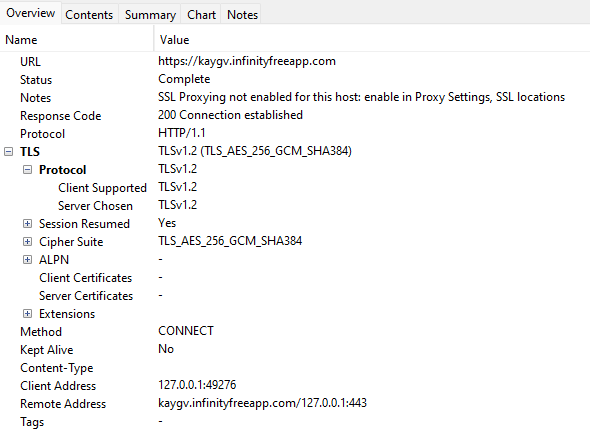 Overview Contents Summary Chart Notes
Name Value
URL https://kaygv.infinityfreeapp.com
Status Complete
Notes SSL Proxying not enabled for this host: enable in Proxy Settings, SSL locations
Response Code 200 Connection established
Protocol HTTP/1.1
TLS TLSv1.2 (TLS_AES_256_GCM_SHA384)
Protocol TLSv1.2
Client Supported TLSv1.2
Server Chosen TLSv1.2
Session Resumed Yes
Cipher Suite TLS_AES_256_GCM_SHA384
ALPN -
Client Certificates -
Server Certificates -
Extensions
Method CONNECT
Kept Alive No
Content-Type
Client Address 127.0.0.1:49276
Remote Address kaygv.infinityfreeapp.com/127.0.0.1:443
Tags -